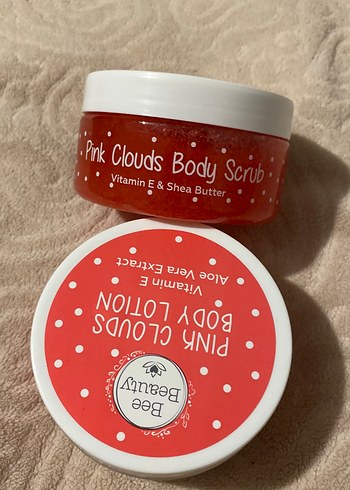 Pink Clouds Body Scrub
Vitamin E & Shea Butter
Bee
Beauty
PINK CLOUDS
BODY LOTION
Vitamin E
Aloe Vera Extract